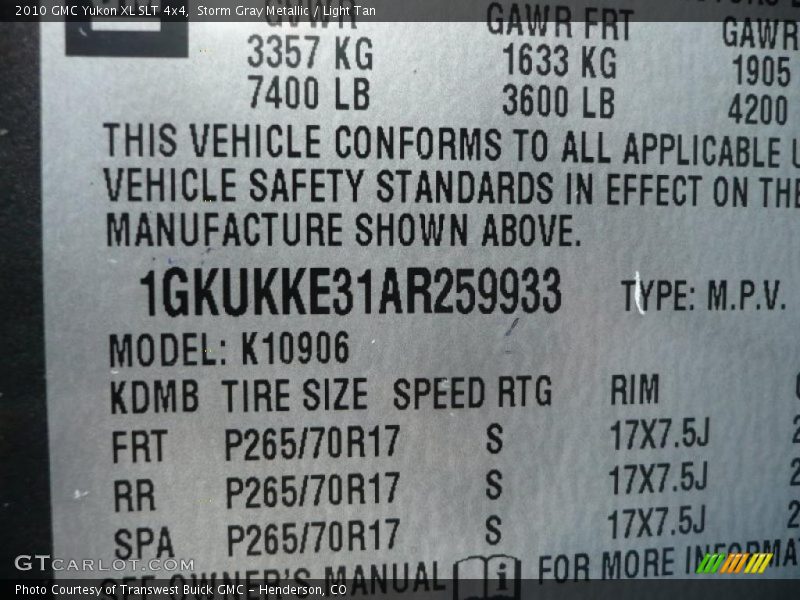 2010 GMC Yukon XL SLT 4x4, Storm Gray Metallic / Light Tan
GAWR FRT GAWR
3357 KG 1633 KG 1905
7400 LB 3600 LB 4200
THIS VEHICLE CONFORMS TO ALL APPLICABLE
VEHICLE SAFETY STANDARDS IN EFFECT ON THE
MANUFACTURE SHOWN ABOVE.
1GKUKKE31AR259933 TYPE: M.P.V.
MODEL: K10906
KDMB TIRE SIZE SPEED RTG RIM
FRT P265/70R17 S 17X7.5J
RR P265/70R17 S 17X7.5J
SPA P265/70R17 S 17X7.5J
SEE OWNER'S MANUAL i FOR MORE
GTcarlot.com
Photo Courtesy of Transwest Buick GMC - Henderson, CO